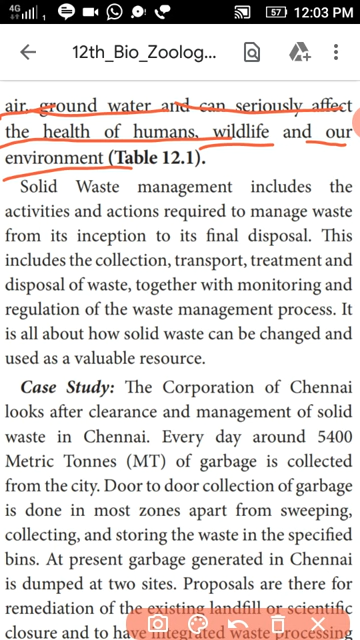 4G 57 12:03 PM
12th_Bio_Zoolog...
air, ground water and can seriously affect
the health of humans, wildlife and our
environment (Table 12.1).
Solid Waste management includes the
activities and actions required to manage waste
from its inception to its final disposal. This
includes the collection, transport, treatment and
disposal of waste, together with monitoring and
regulation of the waste management process. It
is all about how solid waste can be changed and
used as a valuable resource.
Case Study: The Corporation of Chennai
looks after clearance and management of solid
waste in Chennai. Every day around 5400
Metric Tonnes (MT) of garbage is collected
from the city. Door to door collection of garbage
is done in most zones apart from sweeping,
collecting, and storing the waste in the specified
bins. At present garbage generated in Chennai
is dumped at two sites. Proposals are there for
remediation of the existing landfill or scientific
closure and to have integrated waste processing